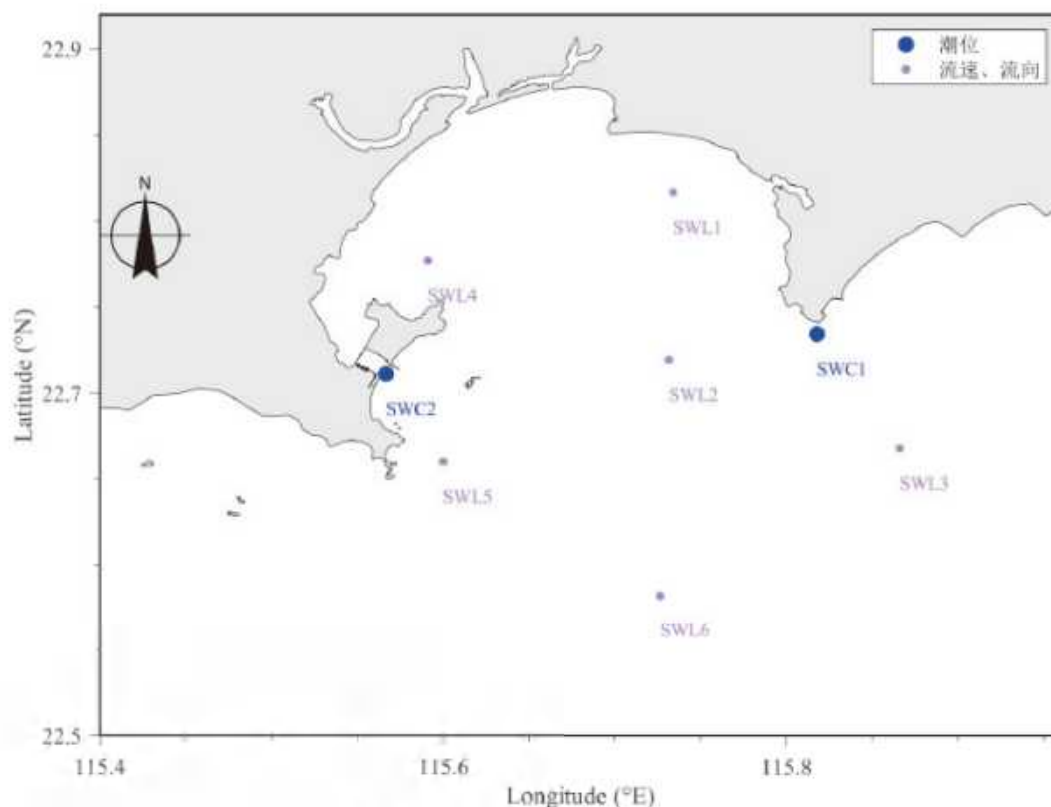 22.9
潮位
流速、流向
N
SWL1
SWL4
SWC1
22.7
SWC2
SWL2
SWL3
SWL5
SWL6
22.5
115.4
115.6
115.8
Latitude (°N)
Longitude (°E)